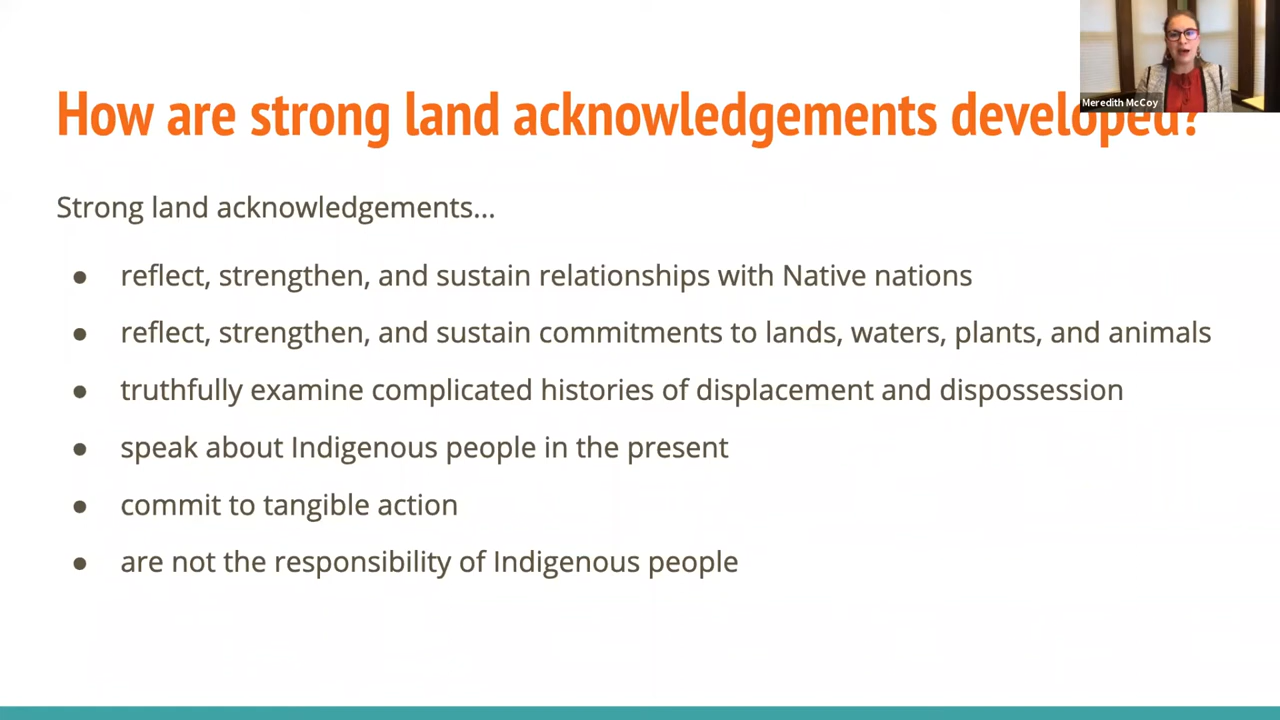 Meredith McCoy
How are strong land acknowledgements developed?
Strong land acknowledgements...
● reflect, strengthen, and sustain relationships with Native nations
● reflect, strengthen, and sustain commitments to lands, waters, plants, and animals
● truthfully examine complicated histories of displacement and dispossession
● speak about Indigenous people in the present
● commit to tangible action
● are not the responsibility of Indigenous people